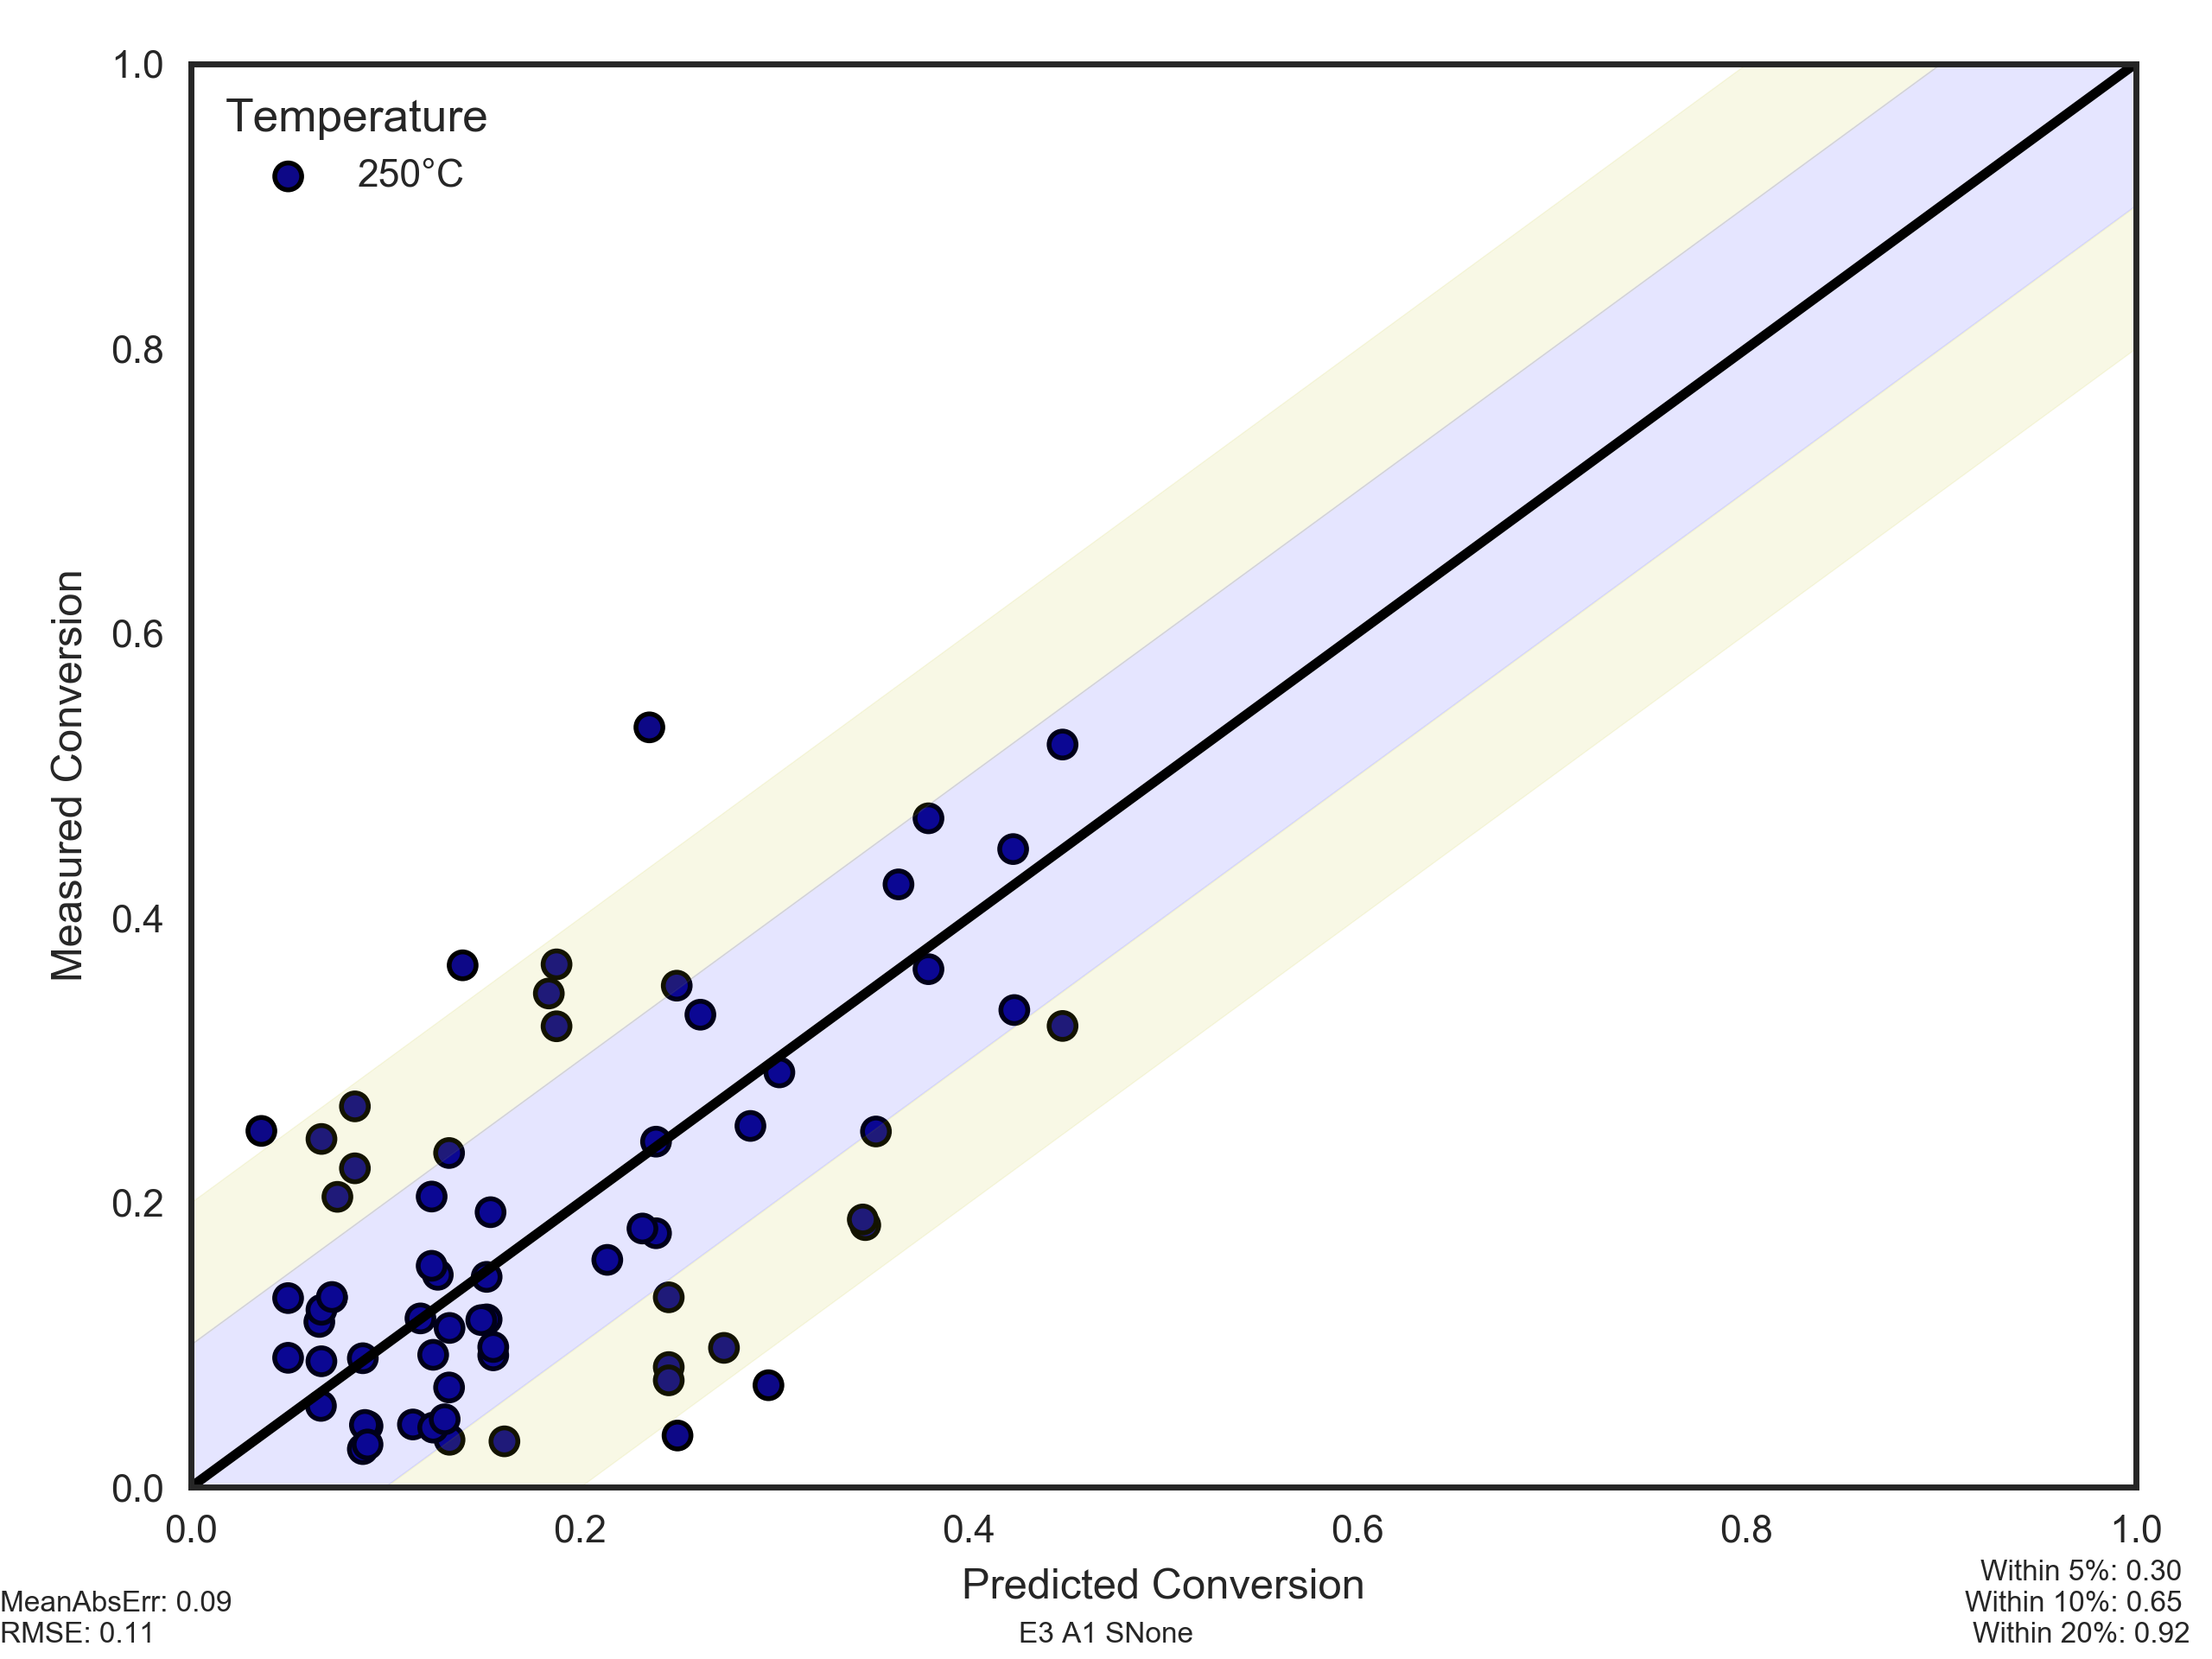 1.0
Temperature
250°C
0.8
0.6
0.4
0.2
0.0
Measured Conversion
0.0 0.2 0.4 0.6 0.8 1.0
Predicted Conversion
E3 A1 SNone
MeanAbsErr: 0.09
RMSE: 0.11
Within 5%: 0.30
Within 10%: 0.65
Within 20%: 0.92